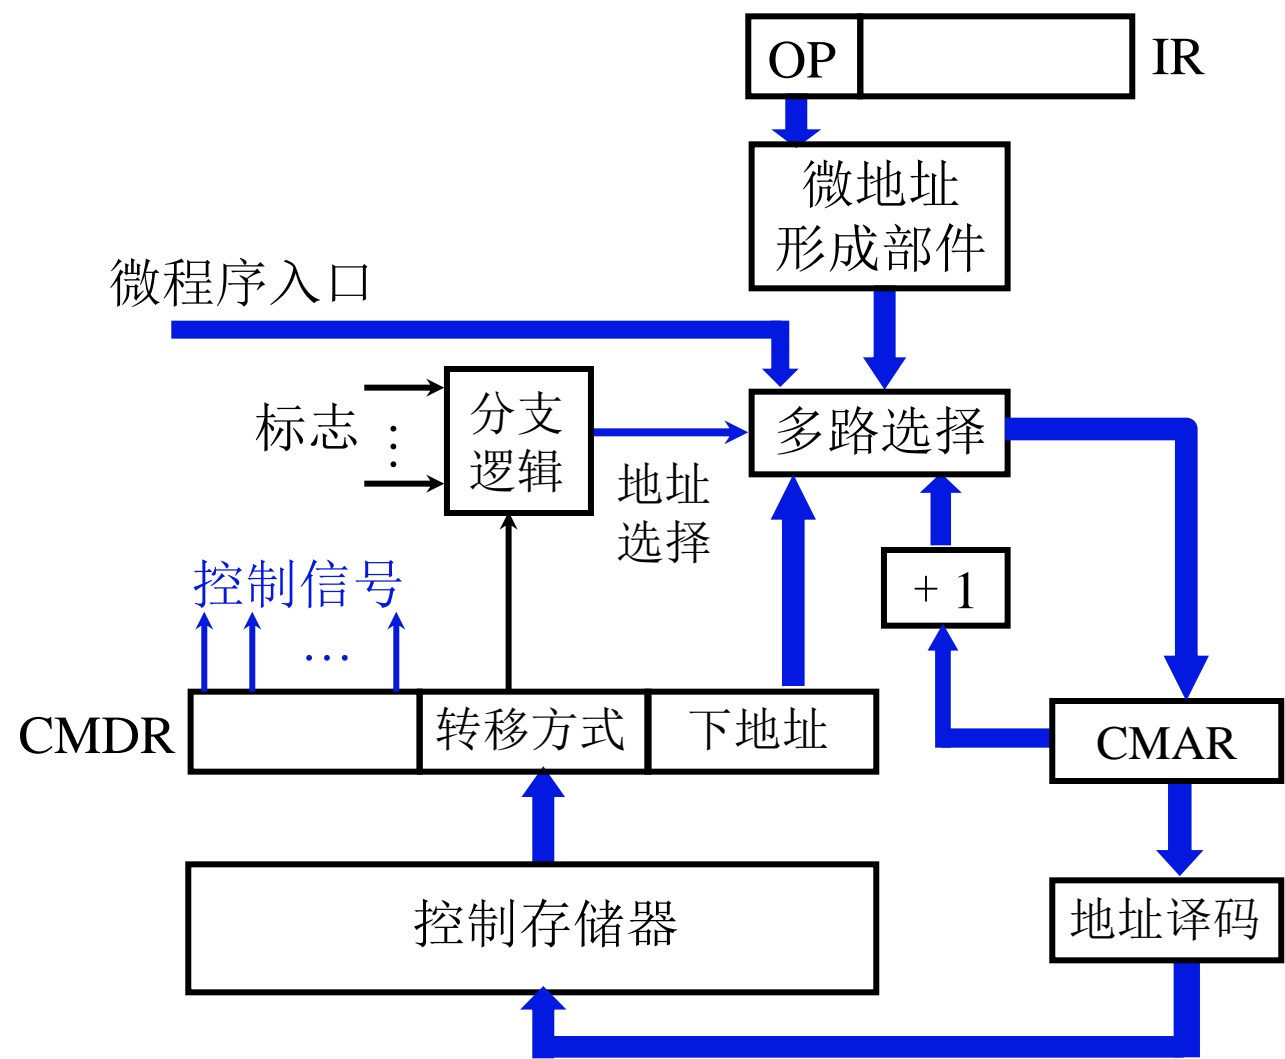 OP
IR
微地址
形成部件
微程序入口
标志
⋮
分支
逻辑
多路选择
地址
选择
控制信号
…
+ 1
CMDR
转移方式
下地址
CMAR
控制存储器
地址译码